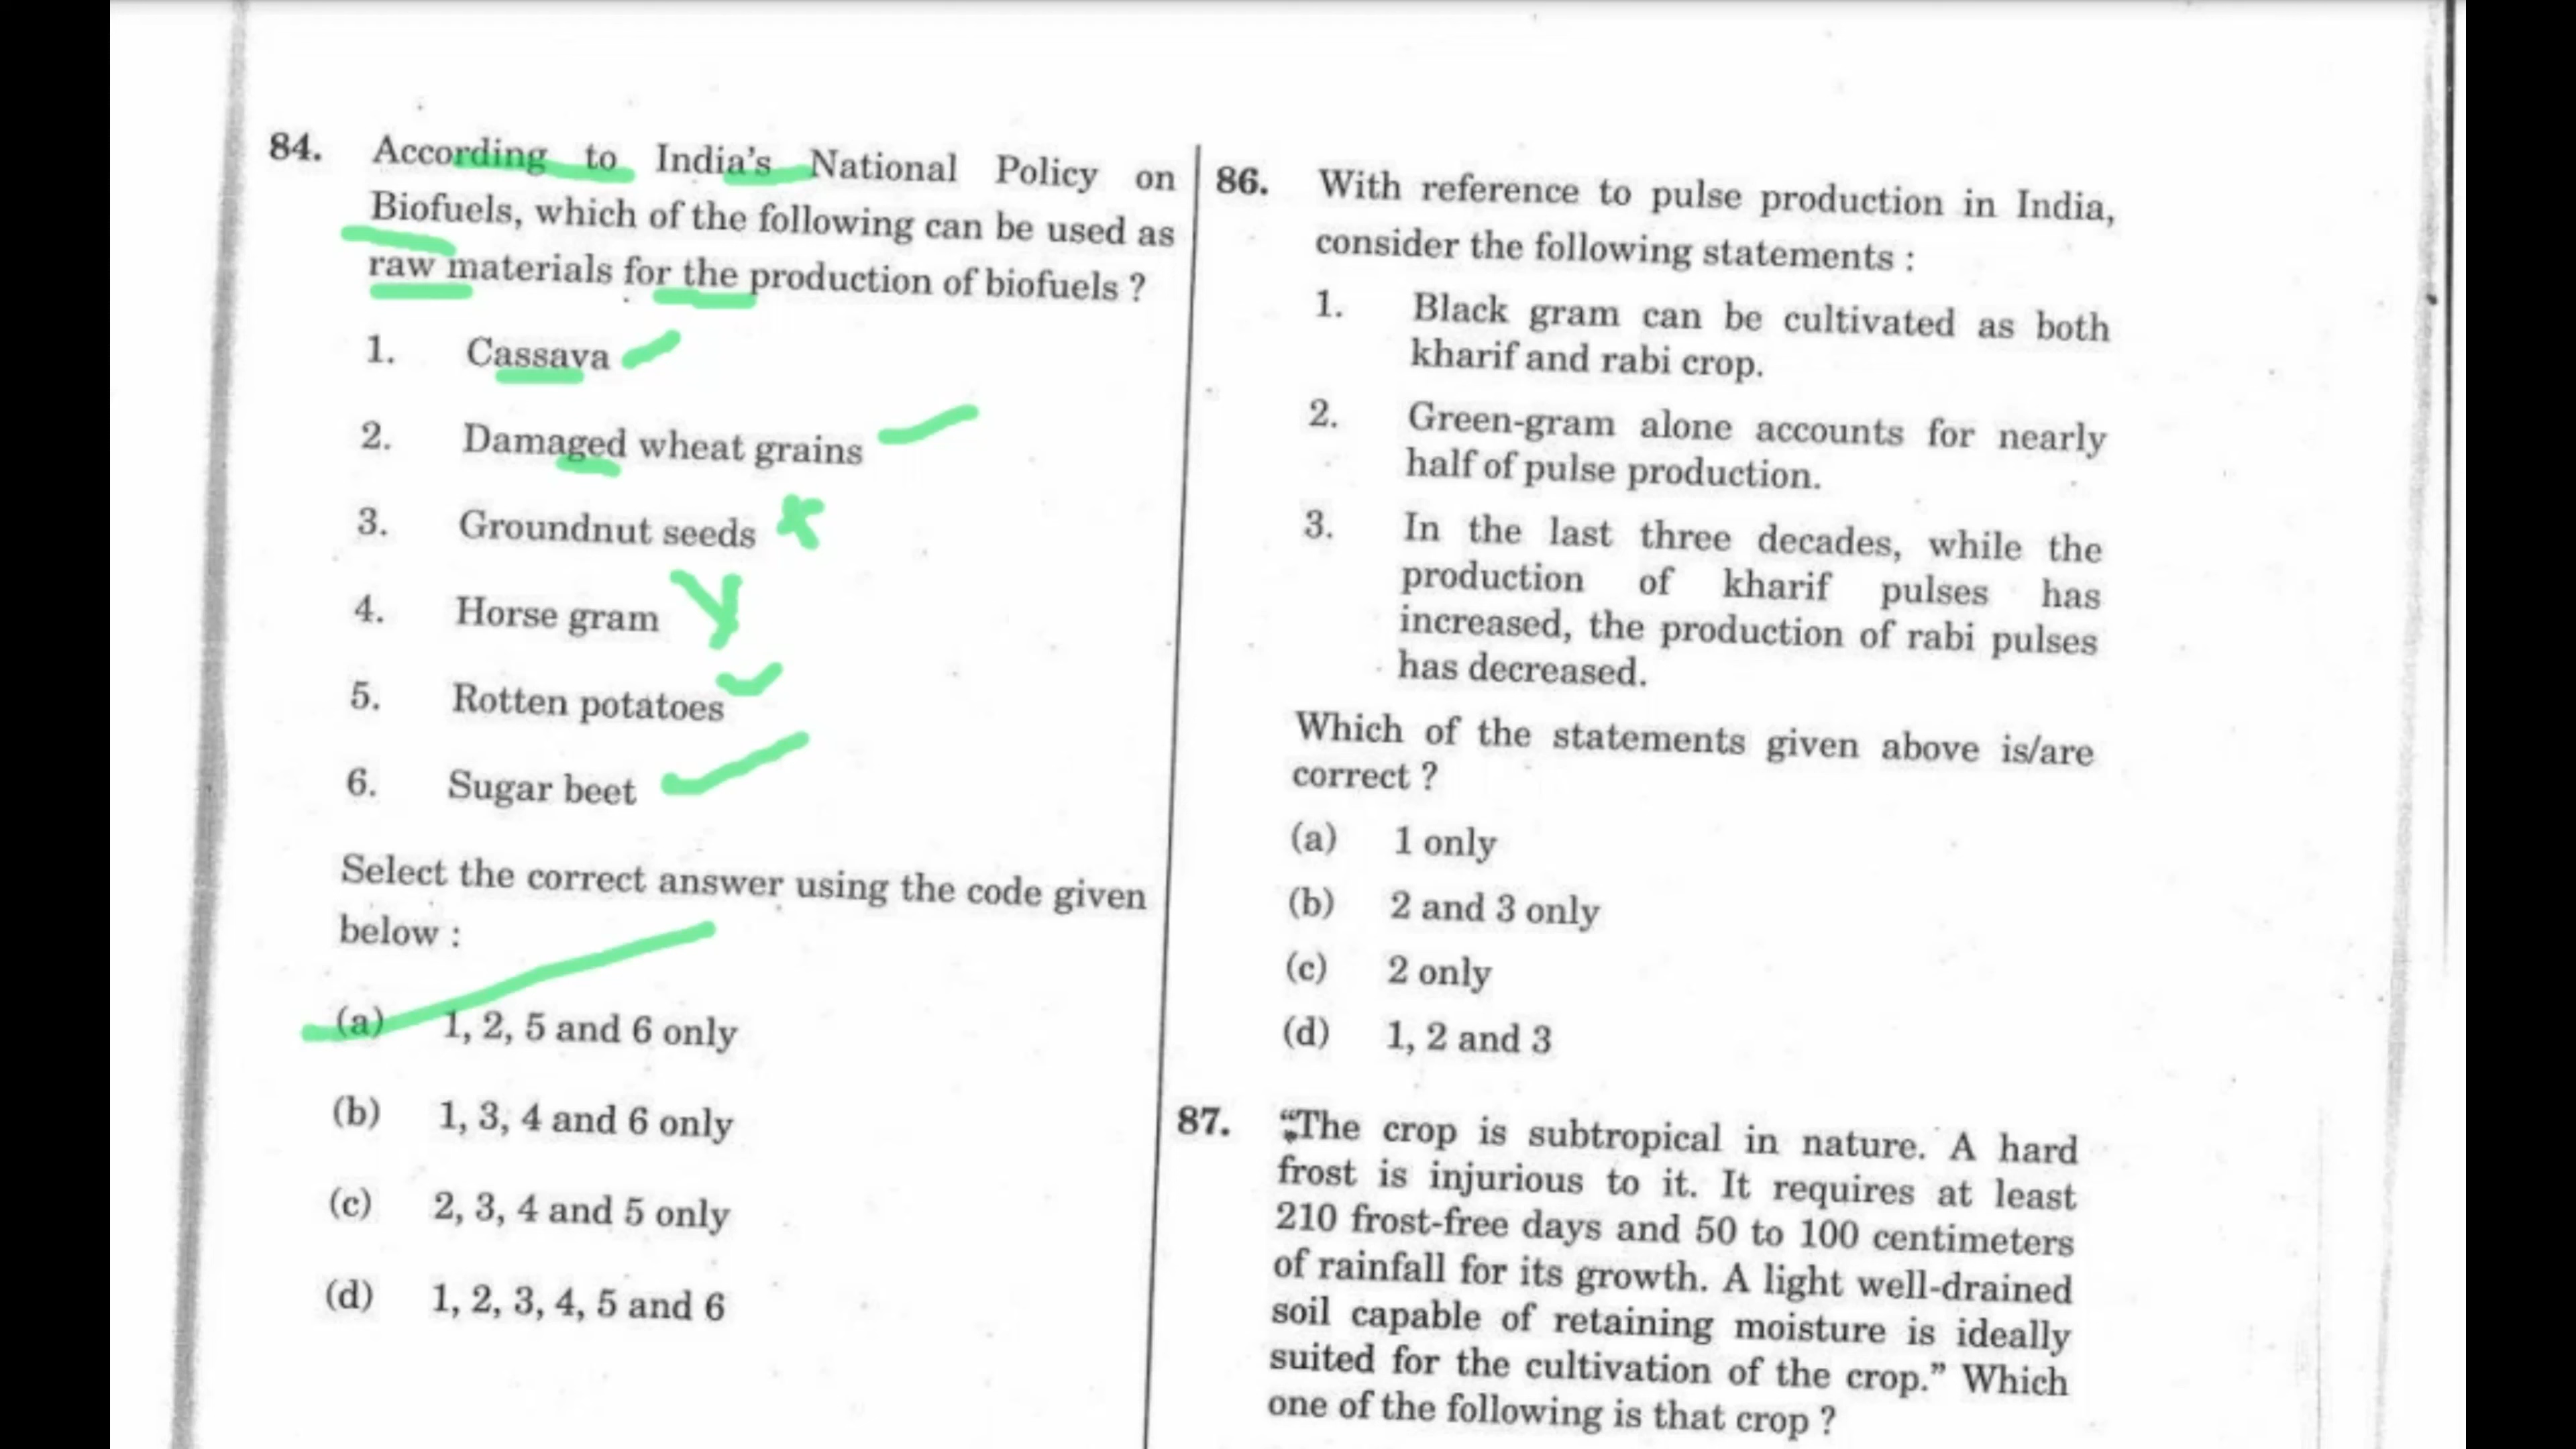 84. According to India's National Policy on
Biofuels, which of the following can be used as
raw materials for the production of biofuels ?
1. Cassava
2. Damaged wheat grains
3. Groundnut seeds
4. Horse gram
5. Rotten potatoes
6. Sugar beet
Select the correct answer using the code given
below :
(a) 1, 2, 5 and 6 only
(b) 1, 3, 4 and 6 only
(c) 2, 3, 4 and 5 only
(d) 1, 2, 3, 4, 5 and 6
86. With reference to pulse production in India,
consider the following statements :
1. Black gram can be cultivated as both
kharif and rabi crop.
2. Green-gram alone accounts for nearly
half of pulse production.
3. In the last three decades, while the
production of kharif pulses has
increased, the production of rabi pulses
has decreased.
Which of the statements given above is/are
correct ?
(a) 1 only
(b) 2 and 3 only
(c) 2 only
(d) 1, 2 and 3
87. "The crop is subtropical in nature. A hard
frost is injurious to it. It requires at least
210 frost-free days and 50 to 100 centimeters
of rainfall for its growth. A light well-drained
soil capable of retaining moisture is ideally
suited for the cultivation of the crop." Which
one of the following is that crop ?